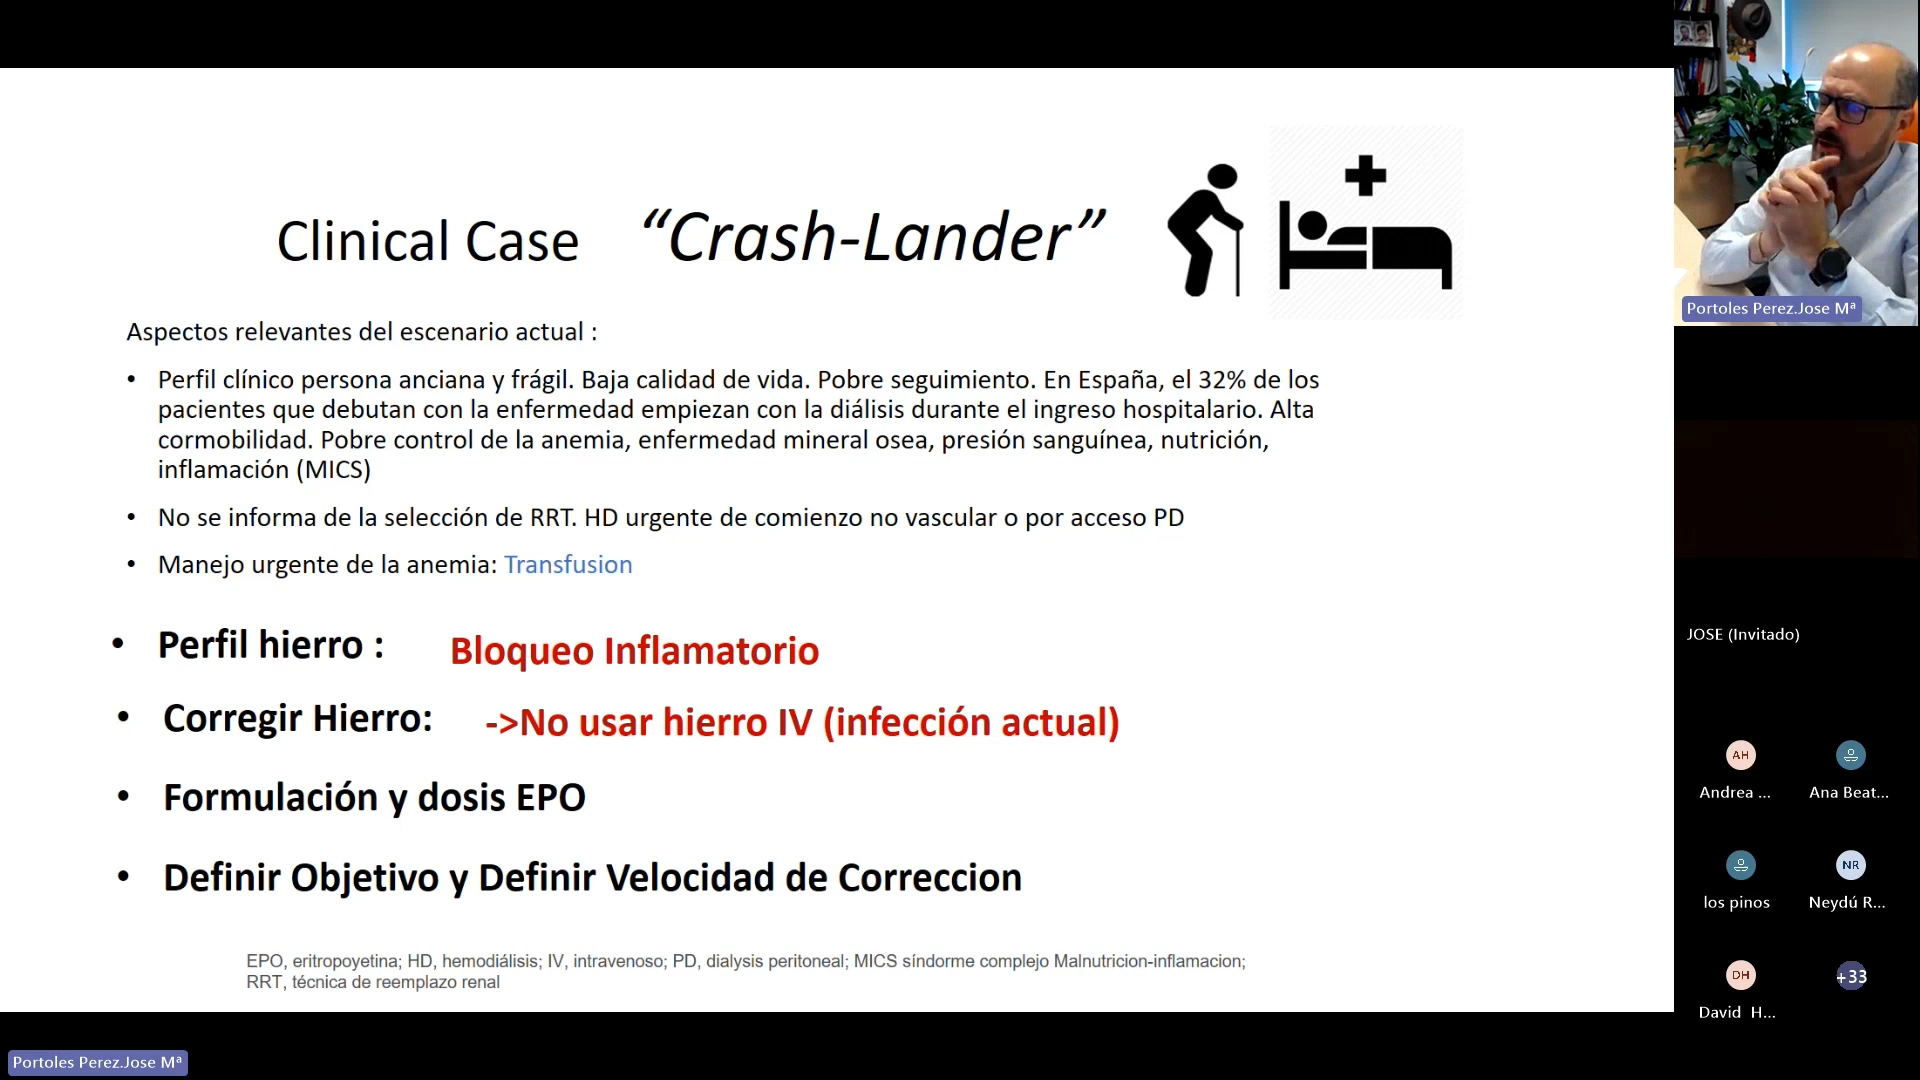 Clinical Case “Crash-Lander”
Aspectos relevantes del escenario actual :
• Perfil clínico persona anciana y frágil. Baja calidad de vida. Pobre seguimiento. En España, el 32% de los
pacientes que debutan con la enfermedad empiezan con la diálisis durante el ingreso hospitalario. Alta
cormobilidad. Pobre control de la anemia, enfermedad mineral osea, presión sanguínea, nutrición,
inflamación (MICS)
• No se informa de la selección de RRT. HD urgente de comienzo no vascular o por acceso PD
• Manejo urgente de la anemia: Transfusion
• Perfil hierro : Bloqueo Inflamatorio
• Corregir Hierro: ->No usar hierro IV (infección actual)
• Formulación y dosis EPO
• Definir Objetivo y Definir Velocidad de Correccion
EPO, eritropoyetina; HD, hemodiálisis; IV, intravenoso; PD, dialysis peritoneal; MICS síndorme complejo Malnutricion-inflamacion;
RRT, técnica de reemplazo renal
Portoles Perez.Jose Mª
JOSE (Invitado)
AH
Andrea ...
Ana Beat...
los pinos
NR
Neydú R...
DH
David H...
+33
Portoles Perez.Jose Mª